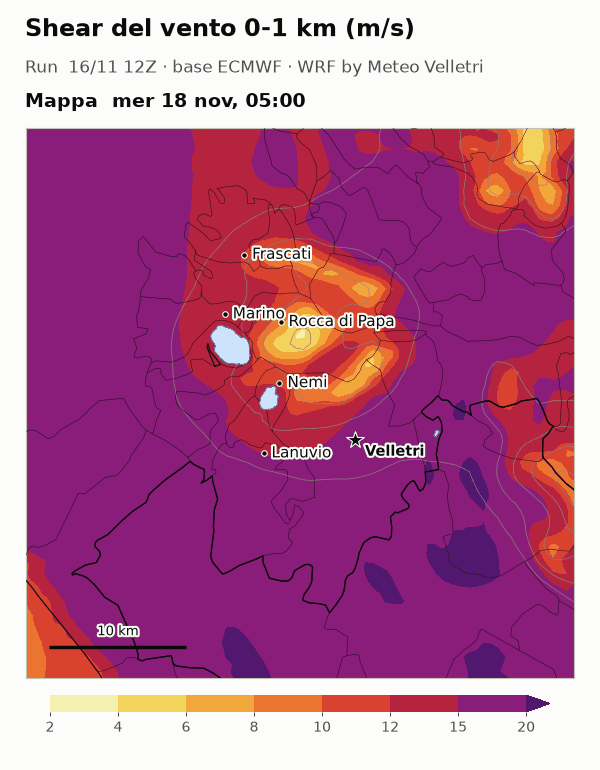 Shear del vento 0-1 km (m/s)
Run 16/11 12Z · base ECMWF · WRF by Meteo Velletri
Mappa mer 18 nov, 05:00
Frascati
Marino
Rocca di Papa
Nemi
Velletri
Lanuvio
10 km
2 4 6 8 10 12 15 20